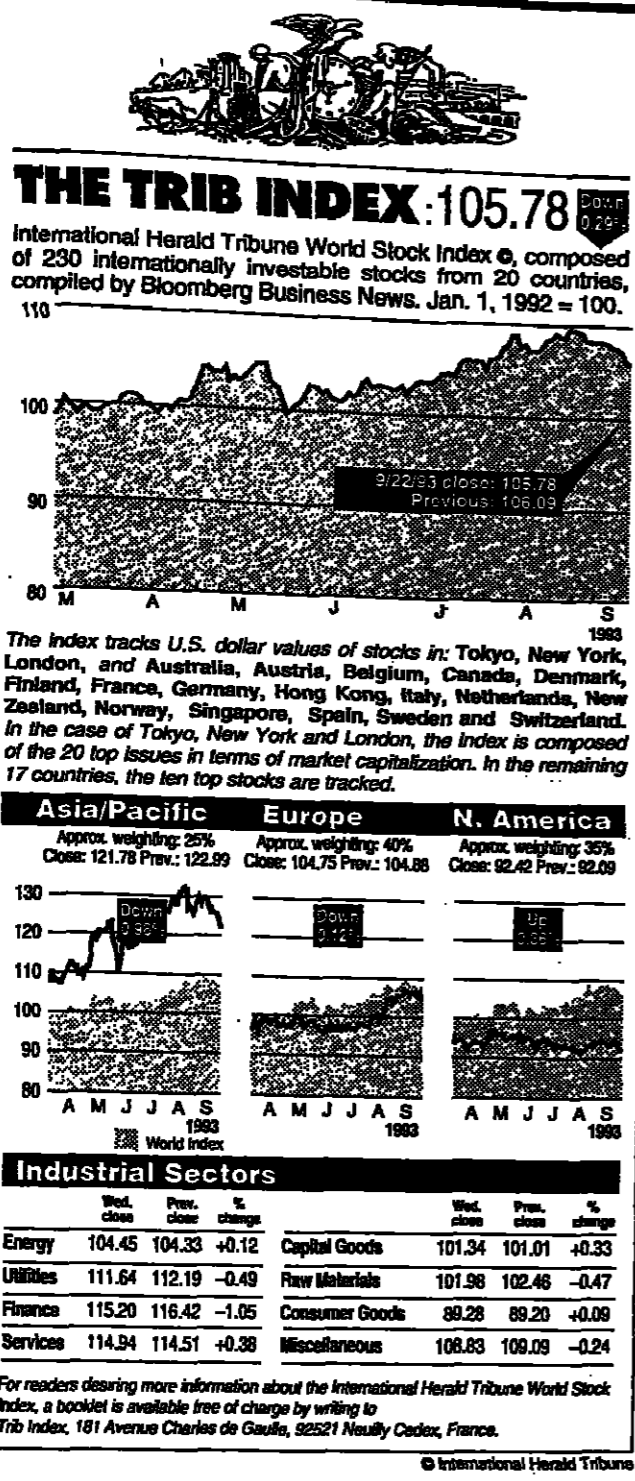 THE TRIB INDEX:105.78
Down
0.29%
International Herald Tribune World Stock Index ©, composed
of 230 internationally investable stocks from 20 countries,
compiled by Bloomberg Business News. Jan. 1, 1992 = 100.
110
100
90
80
9/22/93 close: 105.78
Previous: 106.09
M A M J J A S
1993
The index tracks U.S. dollar values of stocks in: Tokyo, New York,
London, and Australia, Austria, Belgium, Canada, Denmark,
Finland, France, Germany, Hong Kong, Italy, Netherlands, New
Zealand, Norway, Singapore, Spain, Sweden and Switzerland.
In the case of Tokyo, New York and London, the index is composed
of the 20 top issues in terms of market capitalization. In the remaining
17 countries, the ten top stocks are tracked.
Asia/Pacific Europe N. America
Approx. weighting: 25% Approx. weighting: 40% Approx. weighting: 35%
Close: 121.78 Prev.: 122.99 Close: 104.75 Prev.: 104.88 Close: 92.42 Prev.: 92.09
130
120
110
100
90
80
Down
Down
0.12%
Up
A M J J A S A M J J A S A M J J A S
1993 1993 1993
World Index
Industrial Sectors
Wed. Prev. % Wed. Prev. %
close close change close close change
Energy 104.45 104.33 +0.12 Capital Goods 101.34 101.01 +0.33
Utilities 111.64 112.19 –0.49 Raw Materials 101.98 102.46 –0.47
Finance 115.20 116.42 –1.05 Consumer Goods 89.28 89.20 +0.09
Services 114.94 114.51 +0.38 Miscellaneous 108.83 109.09 –0.24
For readers desiring more information about the International Herald Tribune World Stock
Index, a booklet is available free of charge by writing to
Trib Index, 181 Avenue Charles de Gaulle, 92521 Neuilly Cedex, France.
© International Herald Tribune